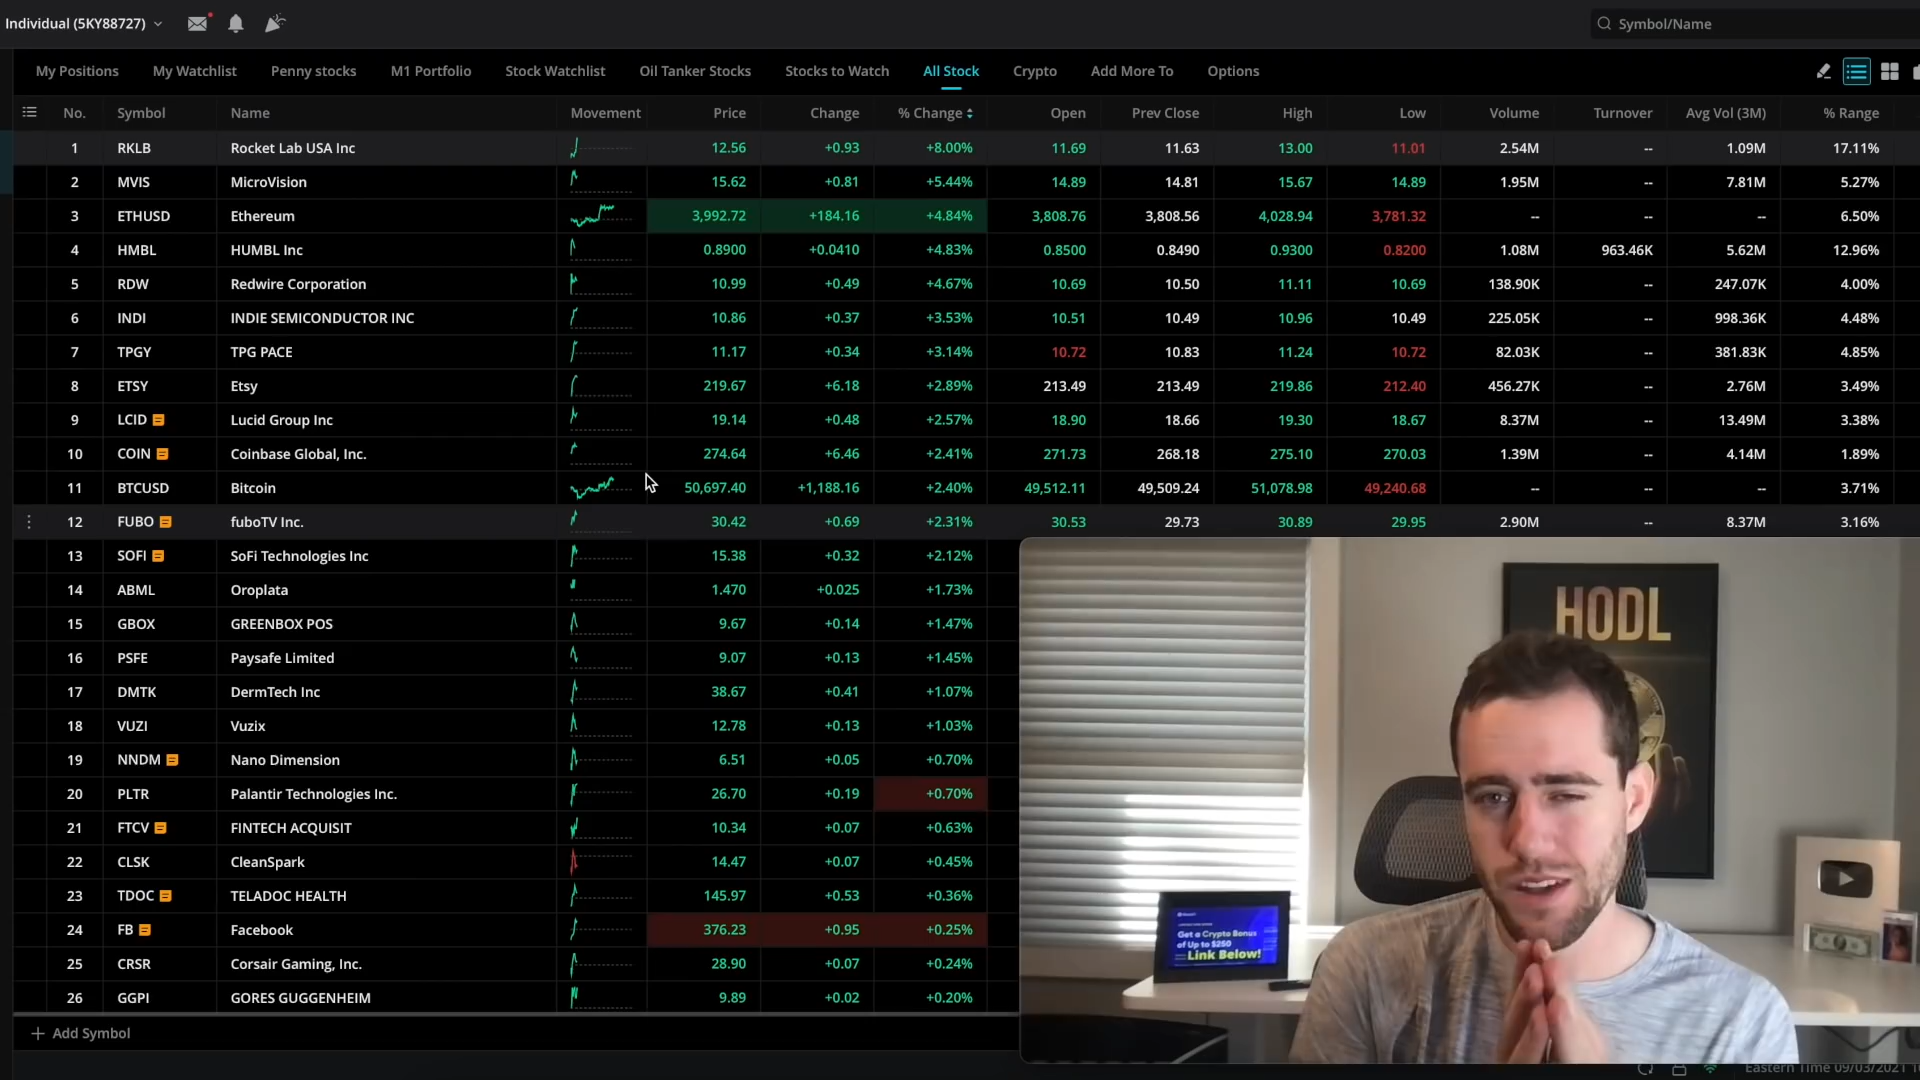 Individual (5KY88727)
Symbol/Name
My Positions My Watchlist Penny stocks M1 Portfolio Stock Watchlist Oil Tanker Stocks Stocks to Watch All Stock Crypto Add More To Options
No. Symbol Name Movement Price Change % Change Open Prev Close High Low Volume Turnover Avg Vol (3M) % Range
1 RKLB Rocket Lab USA Inc 12.56 +0.93 +8.00% 11.69 11.63 13.00 11.01 2.54M -- 1.09M 17.11%
2 MVIS MicroVision 15.62 +0.81 +5.44% 14.89 14.81 15.67 14.89 1.95M -- 7.81M 5.27%
3 ETHUSD Ethereum 3,992.72 +184.16 +4.84% 3,808.76 3,808.56 4,028.94 3,781.32 -- -- -- 6.50%
4 HMBL HUMBL Inc 0.8900 +0.0410 +4.83% 0.8500 0.8490 0.9300 0.8200 1.08M 963.46K 5.62M 12.96%
5 RDW Redwire Corporation 10.99 +0.49 +4.67% 10.69 10.50 11.11 10.69 138.90K -- 247.07K 4.00%
6 INDI INDIE SEMICONDUCTOR INC 10.86 +0.37 +3.53% 10.51 10.49 10.96 10.49 225.05K -- 998.36K 4.48%
7 TPGY TPG PACE 11.17 +0.34 +3.14% 10.72 10.83 11.24 10.72 82.03K -- 381.83K 4.85%
8 ETSY Etsy 219.67 +6.18 +2.89% 213.49 213.49 219.86 212.40 456.27K -- 2.76M 3.49%
9 LCID Lucid Group Inc 19.14 +0.48 +2.57% 18.90 18.66 19.30 18.67 8.37M -- 13.49M 3.38%
10 COIN Coinbase Global, Inc. 274.64 +6.46 +2.41% 271.73 268.18 275.10 270.03 1.39M -- 4.14M 1.89%
11 BTCUSD Bitcoin 50,697.40 +1,188.16 +2.40% 49,512.11 49,509.24 51,078.98 49,240.68 -- -- -- 3.71%
12 FUBO fuboTV Inc. 30.42 +0.69 +2.31% 30.53 29.73 30.89 29.95 2.90M -- 8.37M 3.16%
13 SOFI SoFi Technologies Inc 15.38 +0.32 +2.12%
14 ABML Oroplata 1.470 +0.025 +1.73%
15 GBOX GREENBOX POS 9.67 +0.14 +1.47%
16 PSFE Paysafe Limited 9.07 +0.13 +1.45%
17 DMTK DermTech Inc 38.67 +0.41 +1.07%
18 VUZI Vuzix 12.78 +0.13 +1.03%
19 NNDM Nano Dimension 6.51 +0.05 +0.70%
20 PLTR Palantir Technologies Inc. 26.70 +0.19 +0.70%
21 FTCV FINTECH ACQUISIT 10.34 +0.07 +0.63%
22 CLSK CleanSpark 14.47 +0.07 +0.45%
23 TDOC TELADOC HEALTH 145.97 +0.53 +0.36%
24 FB Facebook 376.23 +0.95 +0.25%
25 CRSR Corsair Gaming, Inc. 28.90 +0.07 +0.24%
26 GGPI GORES GUGGENHEIM 9.89 +0.02 +0.20%
Add Symbol
HODL
Get a Crypto Bonus
of Up to $250
Link Below!
Eastern Time 09/03/2021